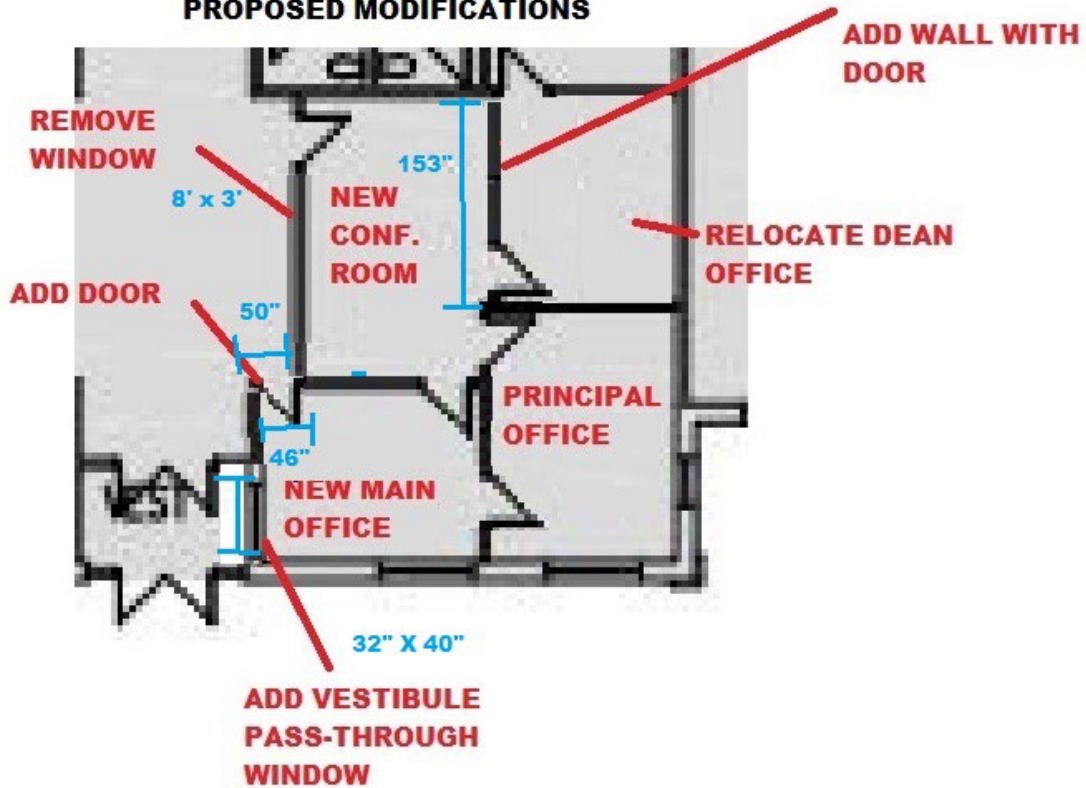 PROPOSED MODIFICATIONS
ADD WALL WITH
DOOR
REMOVE
WINDOW
8' x 3'
153"
NEW
CONF.
ROOM
RELOCATE DEAN
OFFICE
ADD DOOR
50"
PRINCIPAL
OFFICE
46"
NEW MAIN
OFFICE
VEST
32" X 40"
ADD VESTIBULE
PASS-THROUGH
WINDOW